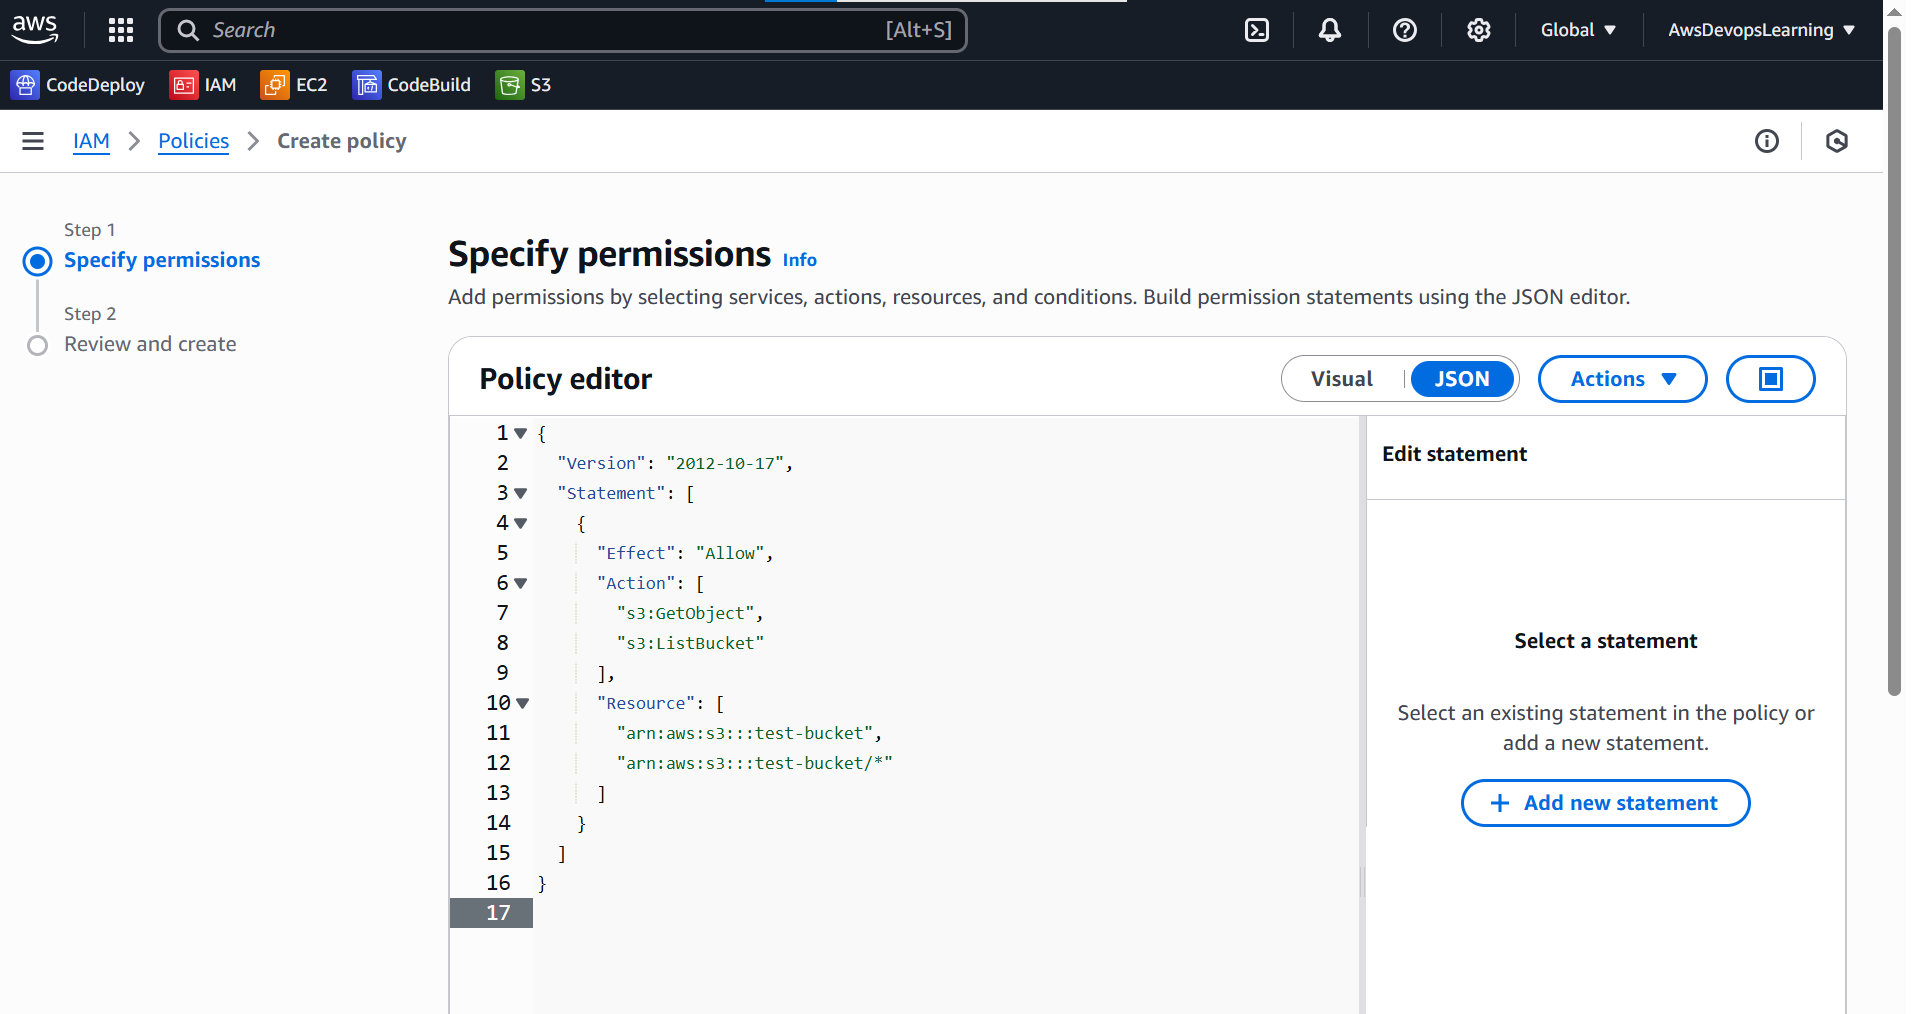 aws
Search [Alt+S]
Global
AwsDevopsLearning
CodeDeploy IAM EC2 CodeBuild S3
IAM Policies Create policy
Step 1
Specify permissions
Step 2
Review and create
Specify permissions Info
Add permissions by selecting services, actions, resources, and conditions. Build permission statements using the JSON editor.
Policy editor
Visual JSON Actions
1 {
2 "Version": "2012-10-17",
3 "Statement": [
4 {
5 "Effect": "Allow",
6 "Action": [
7 "s3:GetObject",
8 "s3:ListBucket"
9 ],
10 "Resource": [
11 "arn:aws:s3:::test-bucket",
12 "arn:aws:s3:::test-bucket/*"
13 ]
14 }
15 ]
16 }
17
Edit statement
Select a statement
Select an existing statement in the policy or
add a new statement.
+ Add new statement